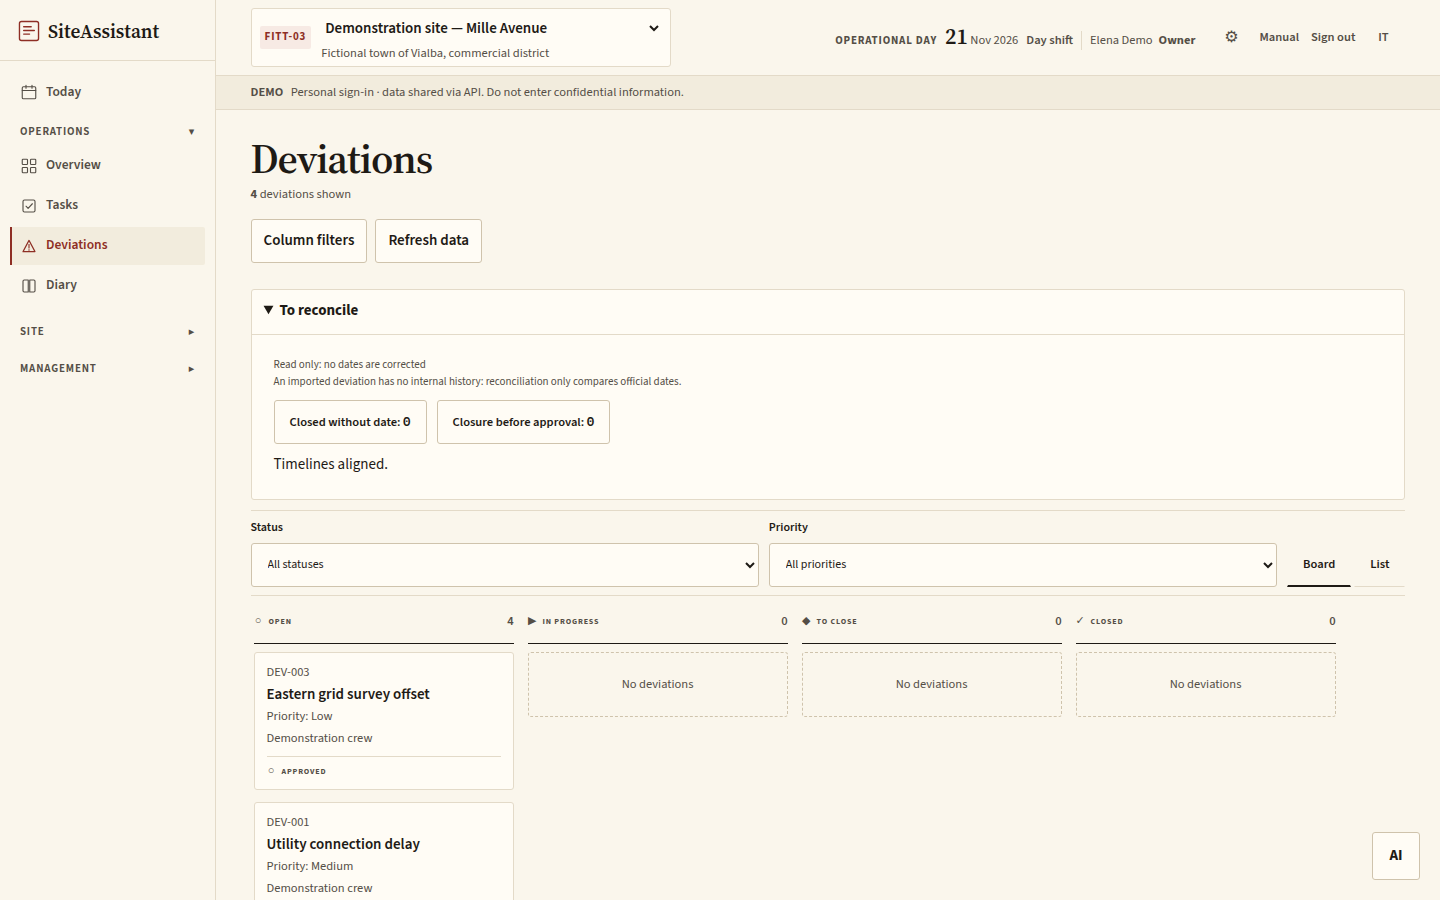 SiteAssistant
FITT-03
Demonstration site — Mille Avenue
Fictional town of Vialba, commercial district
OPERATIONAL DAY 21 Nov 2026 Day shift Elena Demo Owner
Manual Sign out IT
DEMO Personal sign-in · data shared via API. Do not enter confidential information.
Today
OPERATIONS
Overview
Tasks
Deviations
Diary
SITE
MANAGEMENT
Deviations
4 deviations shown
Column filters
Refresh data
To reconcile
Read only: no dates are corrected
An imported deviation has no internal history: reconciliation only compares official dates.
Closed without date: 0
Closure before approval: 0
Timelines aligned.
Status
Priority
All statuses
All priorities
Board
List
OPEN 4
IN PROGRESS 0
TO CLOSE 0
CLOSED 0
DEV-003
Eastern grid survey offset
Priority: Low
Demonstration crew
APPROVED
No deviations
No deviations
No deviations
DEV-001
Utility connection delay
Priority: Medium
Demonstration crew
AI